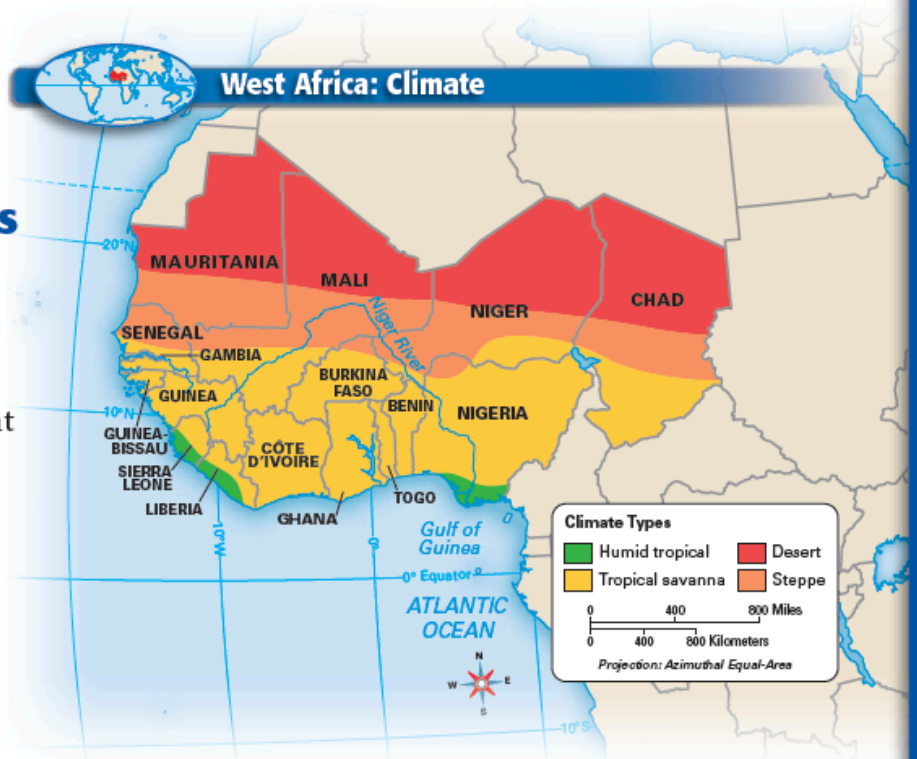 West Africa: Climate
s
20°N
MAURITANIA
MALI
NIGER
CHAD
Niger River
SENEGAL
GAMBIA
BURKINA
FASO
GUINEA
BENIN
NIGERIA
10°N
t
GUINEA-
BISSAU
CÔTE
D'IVOIRE
SIERRA
LEONE
LIBERIA
GHANA
TOGO
10°W
0°
Gulf of
Guinea
0° Equator 0°
ATLANTIC
OCEAN
N
W
E
S
10°S
Climate Types
Humid tropical
Desert
Tropical savanna
Steppe
0 400 800 Miles
0 400 800 Kilometers
Projection: Azimuthal Equal-Area